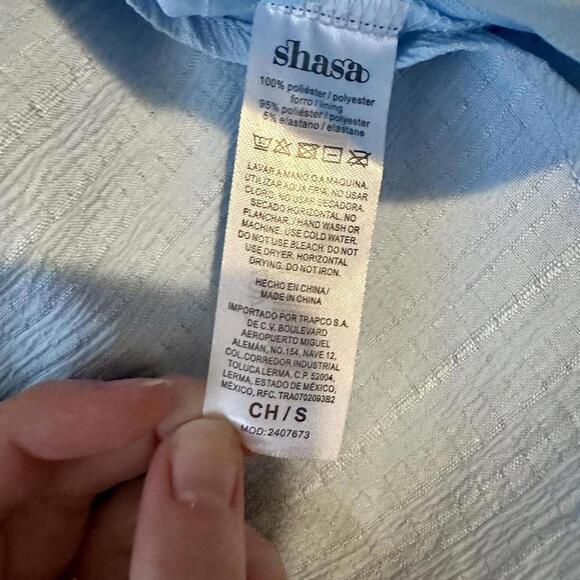 shasa
100% poliéster / polyester
forro / lining
95% poliéster / polyester
5% elastano / elastane
LAVAR A MANO O A MAQUINA.
UTILIZAR AGUA FRIA. NO USAR
CLORO. NO USAR SECADORA.
SECADO HORIZONTAL. NO
PLANCHAR. / HAND WASH OR
MACHINE. USE COLD WATER.
DO NOT USE BLEACH. DO NOT
USE DRYER. HORIZONTAL
DRYING. DO NOT IRON.
HECHO EN CHINA /
MADE IN CHINA
IMPORTADO POR TRAPCO S.A.
DE C.V. BOULEVARD
AEROPUERTO MIGUEL
ALEMÁN, NO.154, NAVE 12,
COL.CORREDOR INDUSTRIAL
TOLUCA LERMA, C.P. 52004,
LERMA, ESTADO DE MÉXICO,
MÉXICO, RFC. TRA0702093B2
CH / S
MOD: 2407673